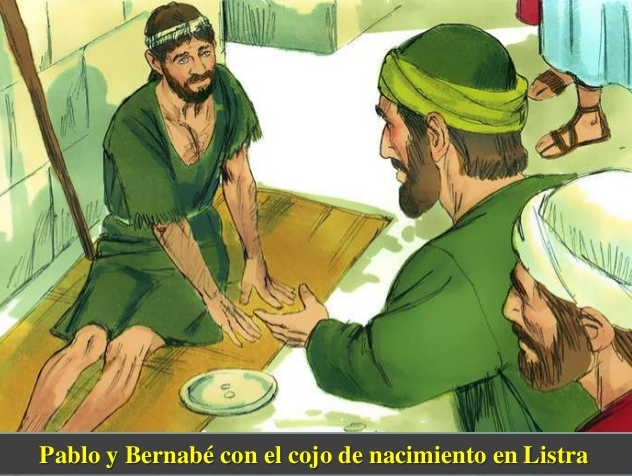 Pablo y Bernabé con el cojo de nacimiento en Listra